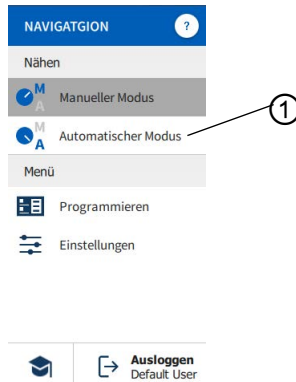 NAVIGATGION ?
Nähen
M
A Manueller Modus
M
A Automatischer Modus
1
Menü
Programmieren
Einstellungen
Ausloggen
Default User